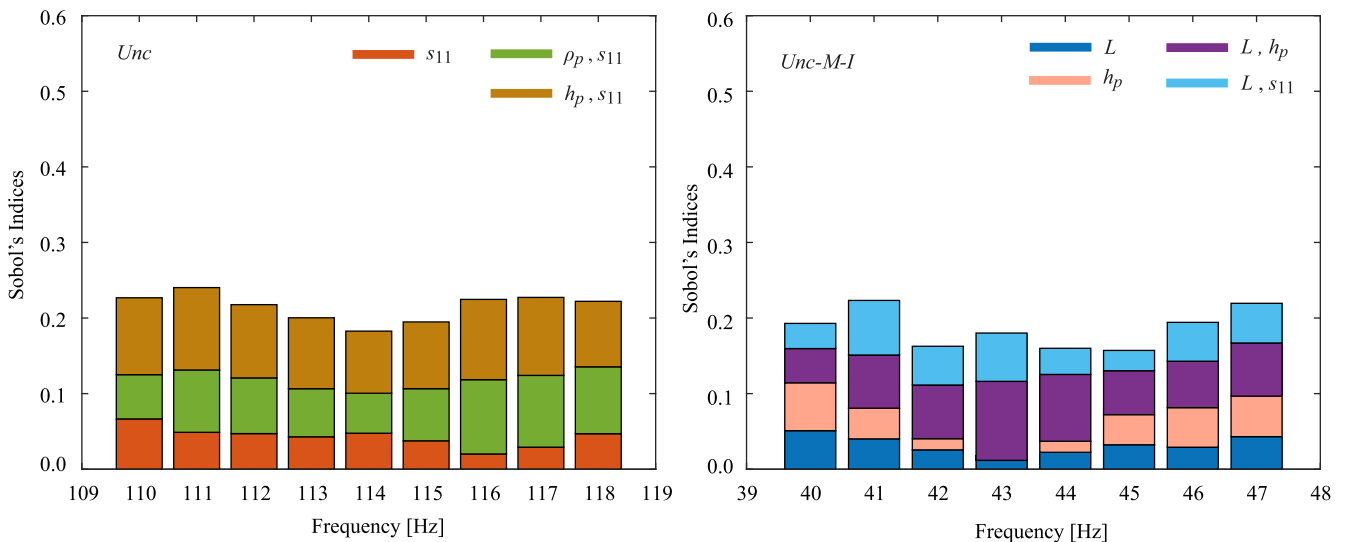 Unc
s11
ρp , s11
hp , s11
0.6
0.5
0.4
0.3
0.2
0.1
0.0
Sobol's Indices
109 110 111 112 113 114 115 116 117 118 119
Frequency [Hz]
Unc-M-I
L
L , hp
hp
L , s11
0.6
0.5
0.4
0.3
0.2
0.1
0.0
Sobol's Indices
39 40 41 42 43 44 45 46 47 48
Frequency [Hz]